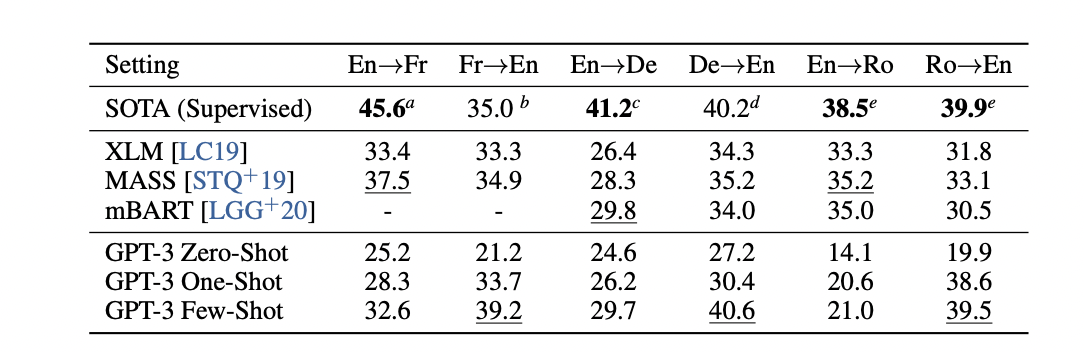 Setting En→Fr Fr→En En→De De→En En→Ro Ro→En
SOTA (Supervised) 45.6ᵃ 35.0 ᵇ 41.2ᶜ 40.2ᵈ 38.5ᵉ 39.9ᵉ
XLM [LC19] 33.4 33.3 26.4 34.3 33.3 31.8
MASS [STQ⁺19] 37.5 34.9 28.3 35.2 35.2 33.1
mBART [LGG⁺20] - - 29.8 34.0 35.0 30.5
GPT-3 Zero-Shot 25.2 21.2 24.6 27.2 14.1 19.9
GPT-3 One-Shot 28.3 33.7 26.2 30.4 20.6 38.6
GPT-3 Few-Shot 32.6 39.2 29.7 40.6 21.0 39.5